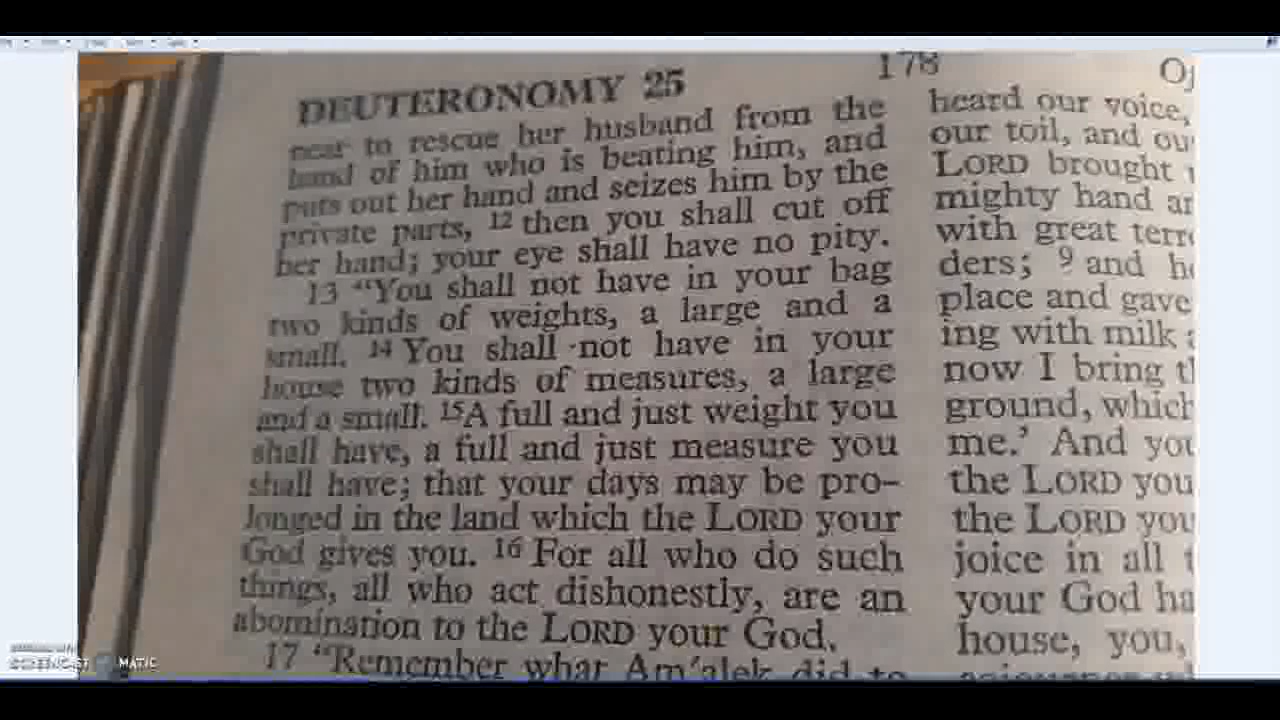 DEUTERONOMY 25
178
near to rescue her husband from the
hand of him who is beating him, and
puts out her hand and seizes him by the
private parts, 12 then you shall cut off
her hand; your eye shall have no pity.
13 "You shall not have in your bag
two kinds of weights, a large and a
small. 14 You shall not have in your
house two kinds of measures, a large
and a small. 15 A full and just weight you
shall have, a full and just measure you
shall have; that your days may be pro-
longed in the land which the LORD your
God gives you. 16 For all who do such
things, all who act dishonestly, are an
abomination to the LORD your God.
17 "Remember what Am'alek did to
heard our voice,
our toil, and
LORD brought
mighty hand
with great
ders; 9 and
place and gave
ing with milk
now I bring
ground, which
me.' And you
the LORD you
the LORD you
joice in all
your God ha
house, you,
SCREENCAST MATIC